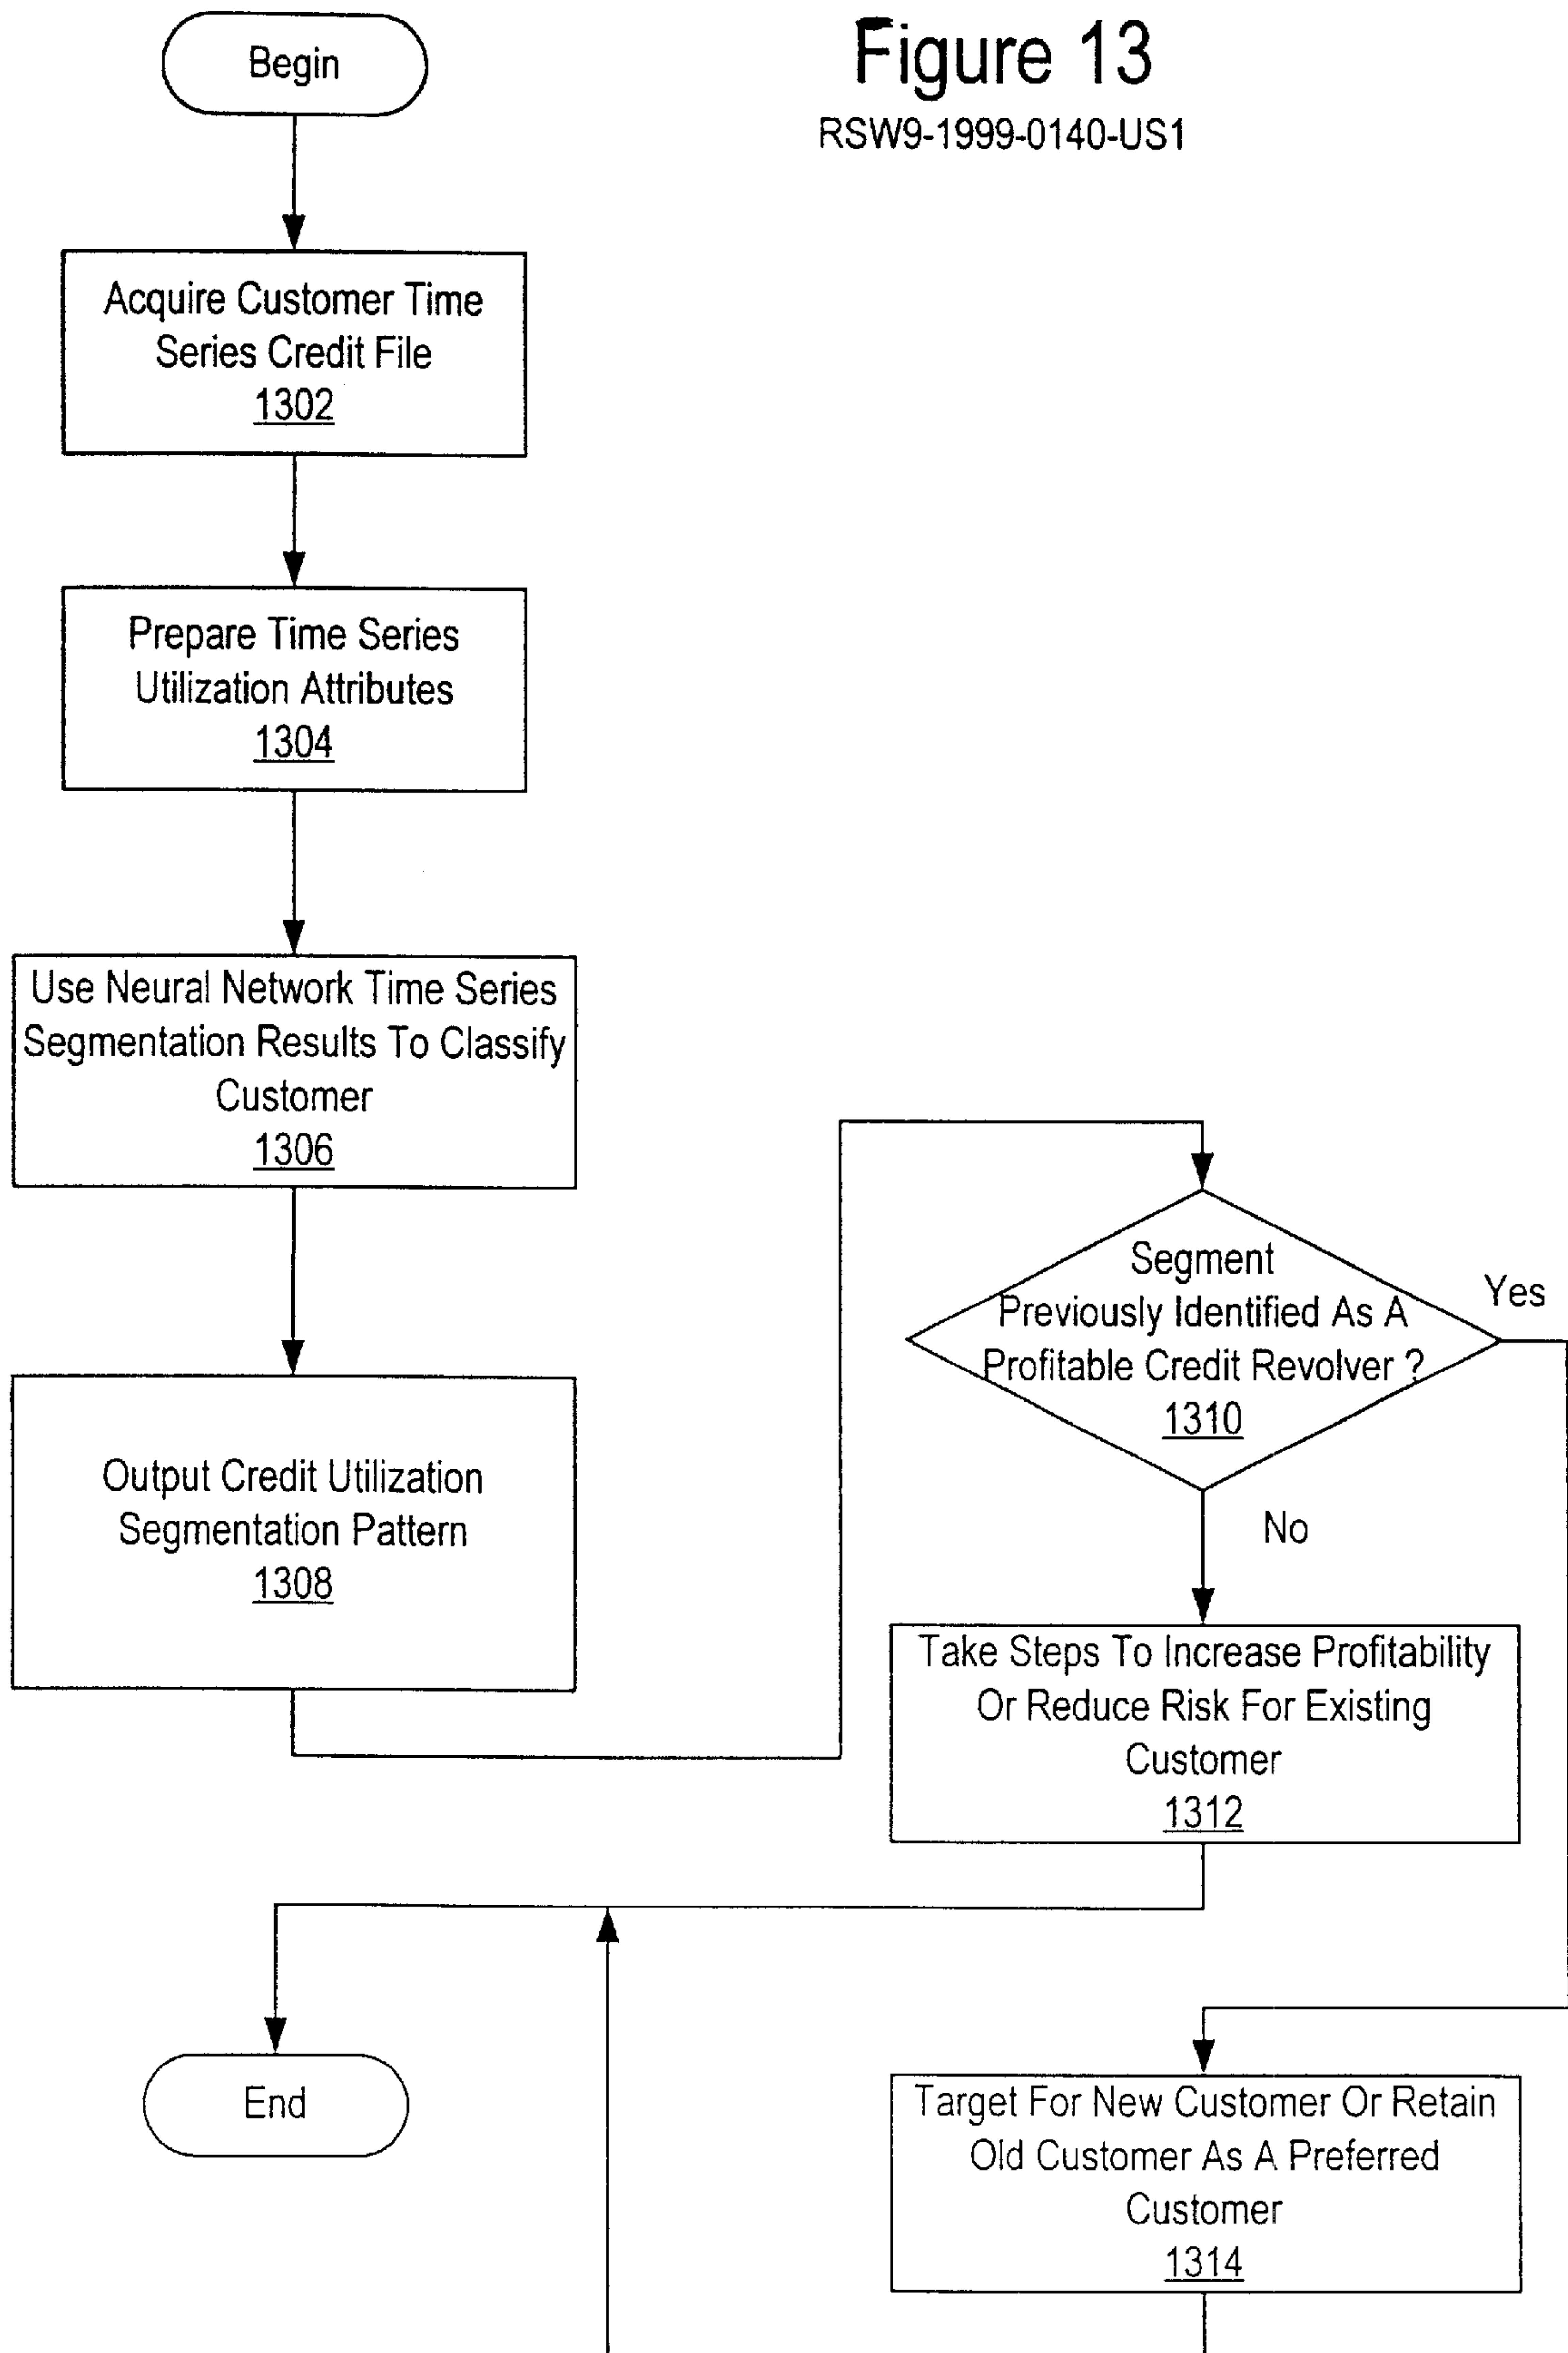 Figure 13
RSW9-1999-0140-US1
Begin
Acquire Customer Time
Series Credit File
1302
Prepare Time Series
Utilization Attributes
1304
Use Neural Network Time Series
Segmentation Results To Classify
Customer
1306
Output Credit Utilization
Segmentation Pattern
1308
Segment
Previously Identified As A
Profitable Credit Revolver ?
1310
Yes
No
Take Steps To Increase Profitability
Or Reduce Risk For Existing
Customer
1312
End
Target For New Customer Or Retain
Old Customer As A Preferred
Customer
1314